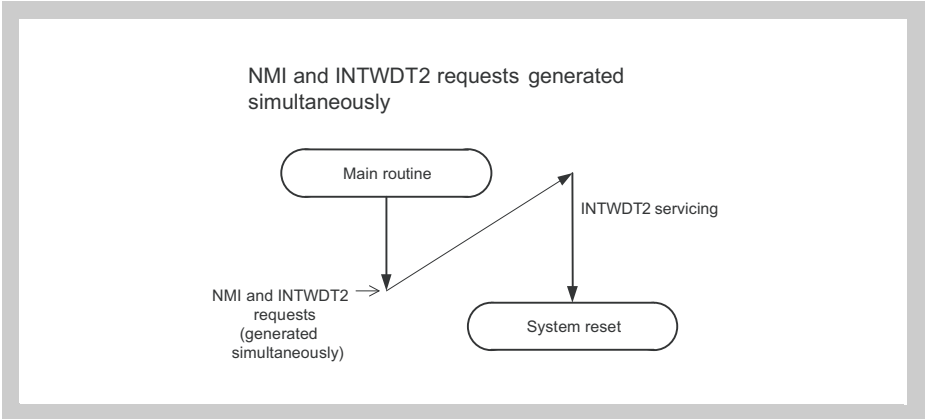 NMI and INTWDT2 requests generated
simultaneously
Main routine
INTWDT2 servicing
NMI and INTWDT2
requests
(generated
simultaneously)
System reset